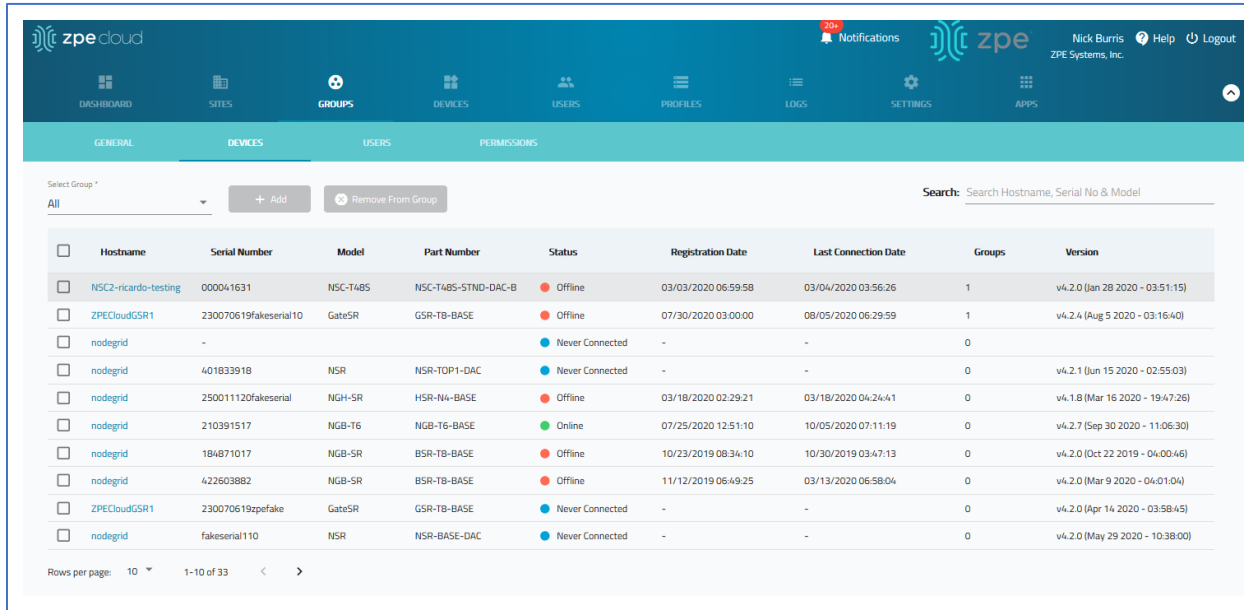 zpe cloud
20+
Notifications
zpe
Nick Burris
Help
Logout
ZPE Systems, Inc.
DASHBOARD SITES GROUPS DEVICES USERS PROFILES LOGS SETTINGS APPS
GENERAL DEVICES USERS PERMISSIONS
Select Group *
All
+ Add
Remove From Group
Search: Search Hostname, Serial No & Model
Hostname Serial Number Model Part Number Status Registration Date Last Connection Date Groups Version
NSC2-ricardo-testing 000041631 NSC-T48S NSC-T48S-STND-DAC-B Offline 03/03/2020 06:59:58 03/04/2020 03:56:26 1 v4.2.0 (Jan 28 2020 - 03:51:15)
ZPECloudGSR1 230070619fakeserial10 GateSR GSR-T8-BASE Offline 07/30/2020 03:00:00 08/05/2020 06:29:59 1 v4.2.4 (Aug 5 2020 - 03:16:40)
nodegrid - Never Connected - - 0
nodegrid 401833918 NSR NSR-TOP1-DAC Never Connected - - 0 v4.2.1 (Jun 15 2020 - 02:55:03)
nodegrid 250011120fakeserial NGH-SR HSR-N4-BASE Offline 03/18/2020 02:29:21 03/18/2020 04:24:41 0 v4.1.8 (Mar 16 2020 - 19:47:26)
nodegrid 210391517 NGB-T6 NGB-T6-BASE Online 07/25/2020 12:51:10 10/05/2020 07:11:19 0 v4.2.7 (Sep 30 2020 - 11:06:30)
nodegrid 184871017 NGB-SR BSR-T8-BASE Offline 10/23/2019 08:34:10 10/30/2019 03:47:13 0 v4.2.0 (Oct 22 2019 - 04:00:46)
nodegrid 422603882 NGB-SR BSR-T8-BASE Offline 11/12/2019 06:49:25 03/13/2020 06:58:04 0 v4.2.0 (Mar 9 2020 - 04:01:04)
ZPECloudGSR1 230070619zpefake GateSR GSR-T8-BASE Never Connected - - 0 v4.2.0 (Apr 14 2020 - 03:58:45)
nodegrid fakeserial110 NSR NSR-BASE-DAC Never Connected - - 0 v4.2.0 (May 29 2020 - 10:38:00)
Rows per page: 10 1-10 of 33